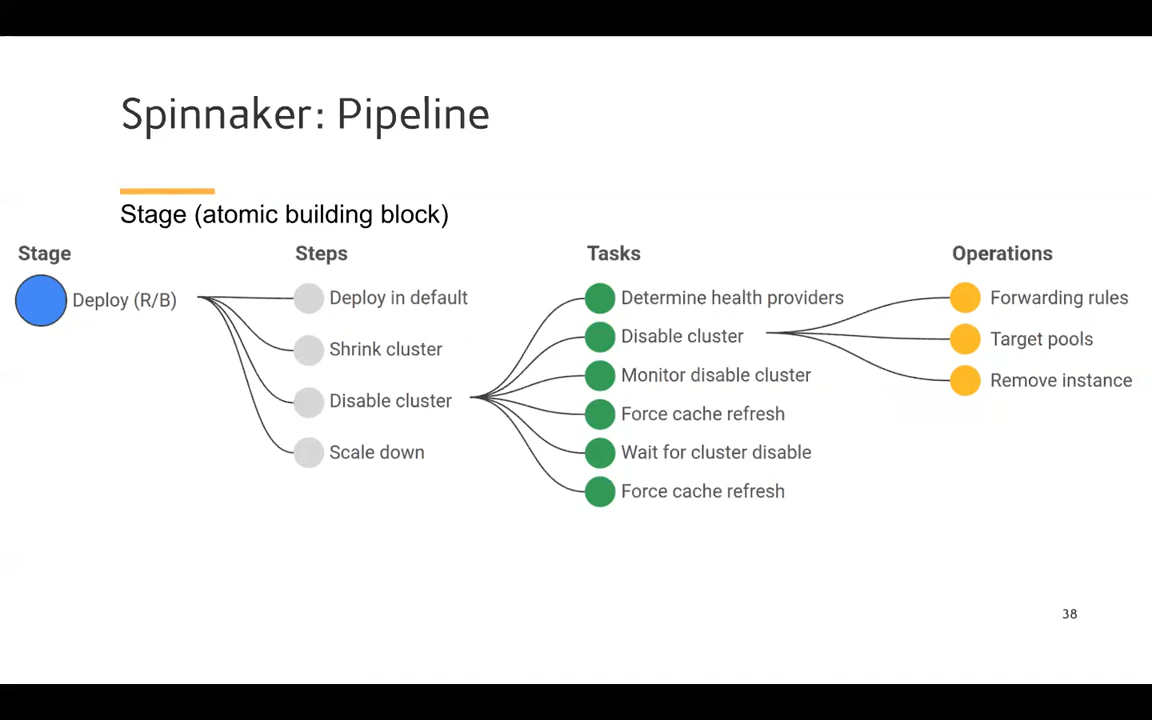 Spinnaker: Pipeline
Stage (atomic building block)
Stage
Deploy (R/B)
Steps
Deploy in default
Shrink cluster
Disable cluster
Scale down
Tasks
Determine health providers
Disable cluster
Monitor disable cluster
Force cache refresh
Wait for cluster disable
Force cache refresh
Operations
Forwarding rules
Target pools
Remove instance
38